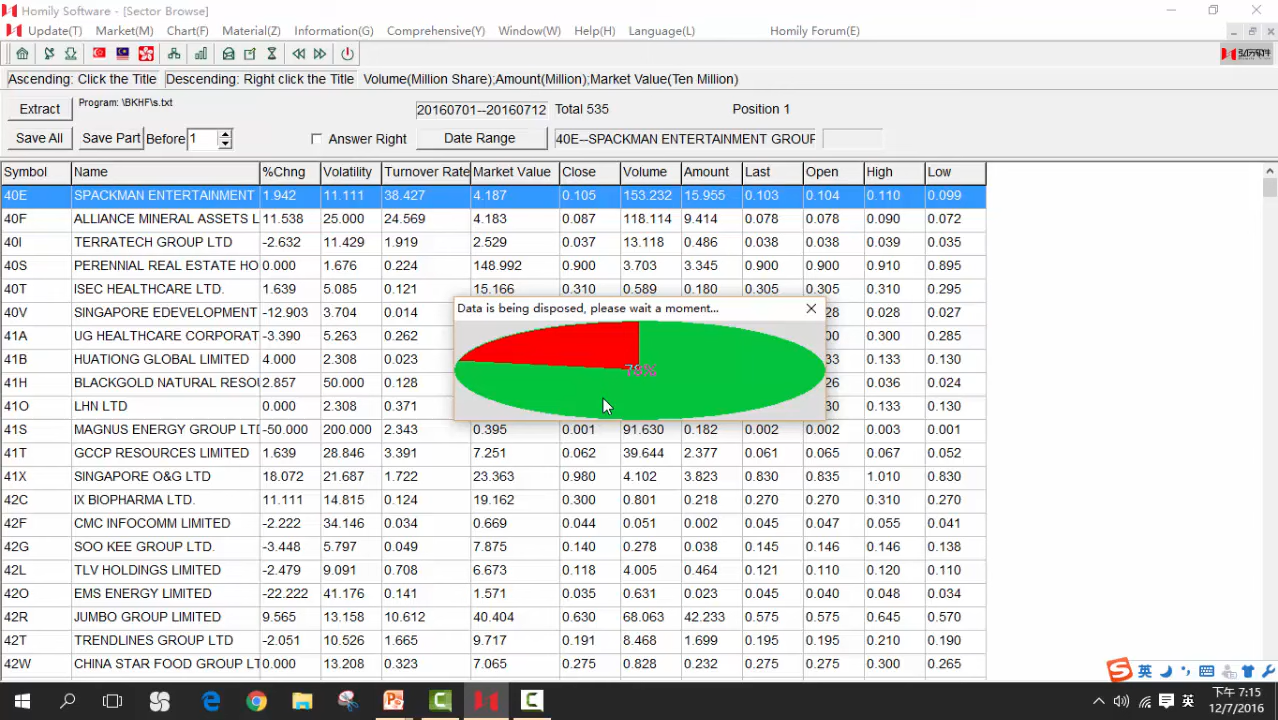 Homily Software - [Sector Browse]
Update(T) Market(M) Chart(F) Material(Z) Information(G) Comprehensive(Y) Window(W) Help(H) Language(L) Homily Forum(E)
弘历软件
Ascending: Click the Title Descending: Right click the Title Volume(Million Share);Amount(Million);Market Value(Ten Million)
Extract Program: \BKHF\s.txt 20160701--20160712 Total 535 Position 1
Save All Save Part Before 1 Answer Right Date Range 40E--SPACKMAN ENTERTAINMENT GROUP
Symbol Name %Chng Volatility Turnover Rate Market Value Close Volume Amount Last Open High Low
40E SPACKMAN ENTERTAINMENT 1.942 11.111 38.427 4.187 0.105 153.232 15.955 0.103 0.104 0.110 0.099
40F ALLIANCE MINERAL ASSETS L 11.538 25.000 24.569 4.183 0.087 118.114 9.414 0.078 0.078 0.090 0.072
40I TERRATECH GROUP LTD -2.632 11.429 1.919 2.529 0.037 13.118 0.486 0.038 0.038 0.039 0.035
40S PERENNIAL REAL ESTATE HO 0.000 1.676 0.224 148.992 0.900 3.703 3.345 0.900 0.900 0.910 0.895
40T ISEC HEALTHCARE LTD. 1.639 5.085 0.121 15.166 0.310 0.589 0.180 0.305 0.305 0.310 0.295
40V SINGAPORE EDEVELOPMENT -12.903 3.704 0.014 28 0.028 0.027
41A UG HEALTHCARE CORPORAT -3.390 5.263 0.262 00 0.300 0.285
41B HUATIONG GLOBAL LIMITED 4.000 2.308 0.023 33 0.133 0.130
41H BLACKGOLD NATURAL RESOU 2.857 50.000 0.128 26 0.036 0.024
41O LHN LTD 0.000 2.308 0.371 30 0.133 0.130
Data is being disposed, please wait a moment...
78%
41S MAGNUS ENERGY GROUP LTD -50.000 200.000 2.343 0.395 0.001 91.630 0.182 0.002 0.002 0.003 0.001
41T GCCP RESOURCES LIMITED 1.639 28.846 3.391 7.251 0.062 39.644 2.377 0.061 0.065 0.067 0.052
41X SINGAPORE O&G LTD 18.072 21.687 1.722 23.363 0.980 4.102 3.823 0.830 0.835 1.010 0.830
42C IX BIOPHARMA LTD. 11.111 14.815 0.124 19.162 0.300 0.801 0.218 0.270 0.270 0.310 0.270
42F CMC INFOCOMM LIMITED -2.222 34.146 0.034 0.669 0.044 0.051 0.002 0.045 0.047 0.055 0.041
42G SOO KEE GROUP LTD. -3.448 5.797 0.049 7.875 0.140 0.278 0.038 0.145 0.146 0.146 0.138
42L TLV HOLDINGS LIMITED -2.479 9.091 0.708 6.673 0.118 4.005 0.464 0.121 0.110 0.120 0.110
42O EMS ENERGY LIMITED -22.222 41.176 0.141 1.571 0.035 0.631 0.023 0.045 0.040 0.048 0.034
42R JUMBO GROUP LIMITED 9.565 13.158 10.612 40.404 0.630 68.063 42.233 0.575 0.575 0.645 0.570
42T TRENDLINES GROUP LTD -2.051 10.526 1.665 9.717 0.191 8.468 1.699 0.195 0.195 0.210 0.190
42W CHINA STAR FOOD GROUP LT 0.000 13.208 0.323 7.065 0.275 0.828 0.232 0.275 0.275 0.300 0.265
英
英 下午 7:15
12/7/2016